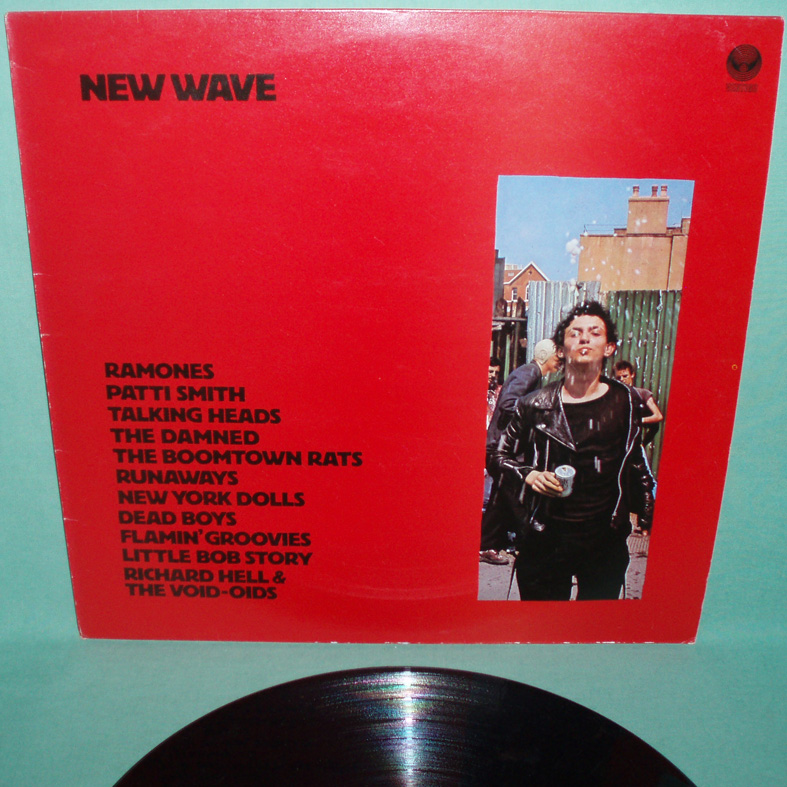 NEW WAVE
RAMONES
PATTI SMITH
TALKING HEADS
THE DAMNED
THE BOOMTOWN RATS
RUNAWAYS
NEW YORK DOLLS
DEAD BOYS
FLAMIN' GROOVIES
LITTLE BOB STORY
RICHARD HELL &
THE VOID-OIDS